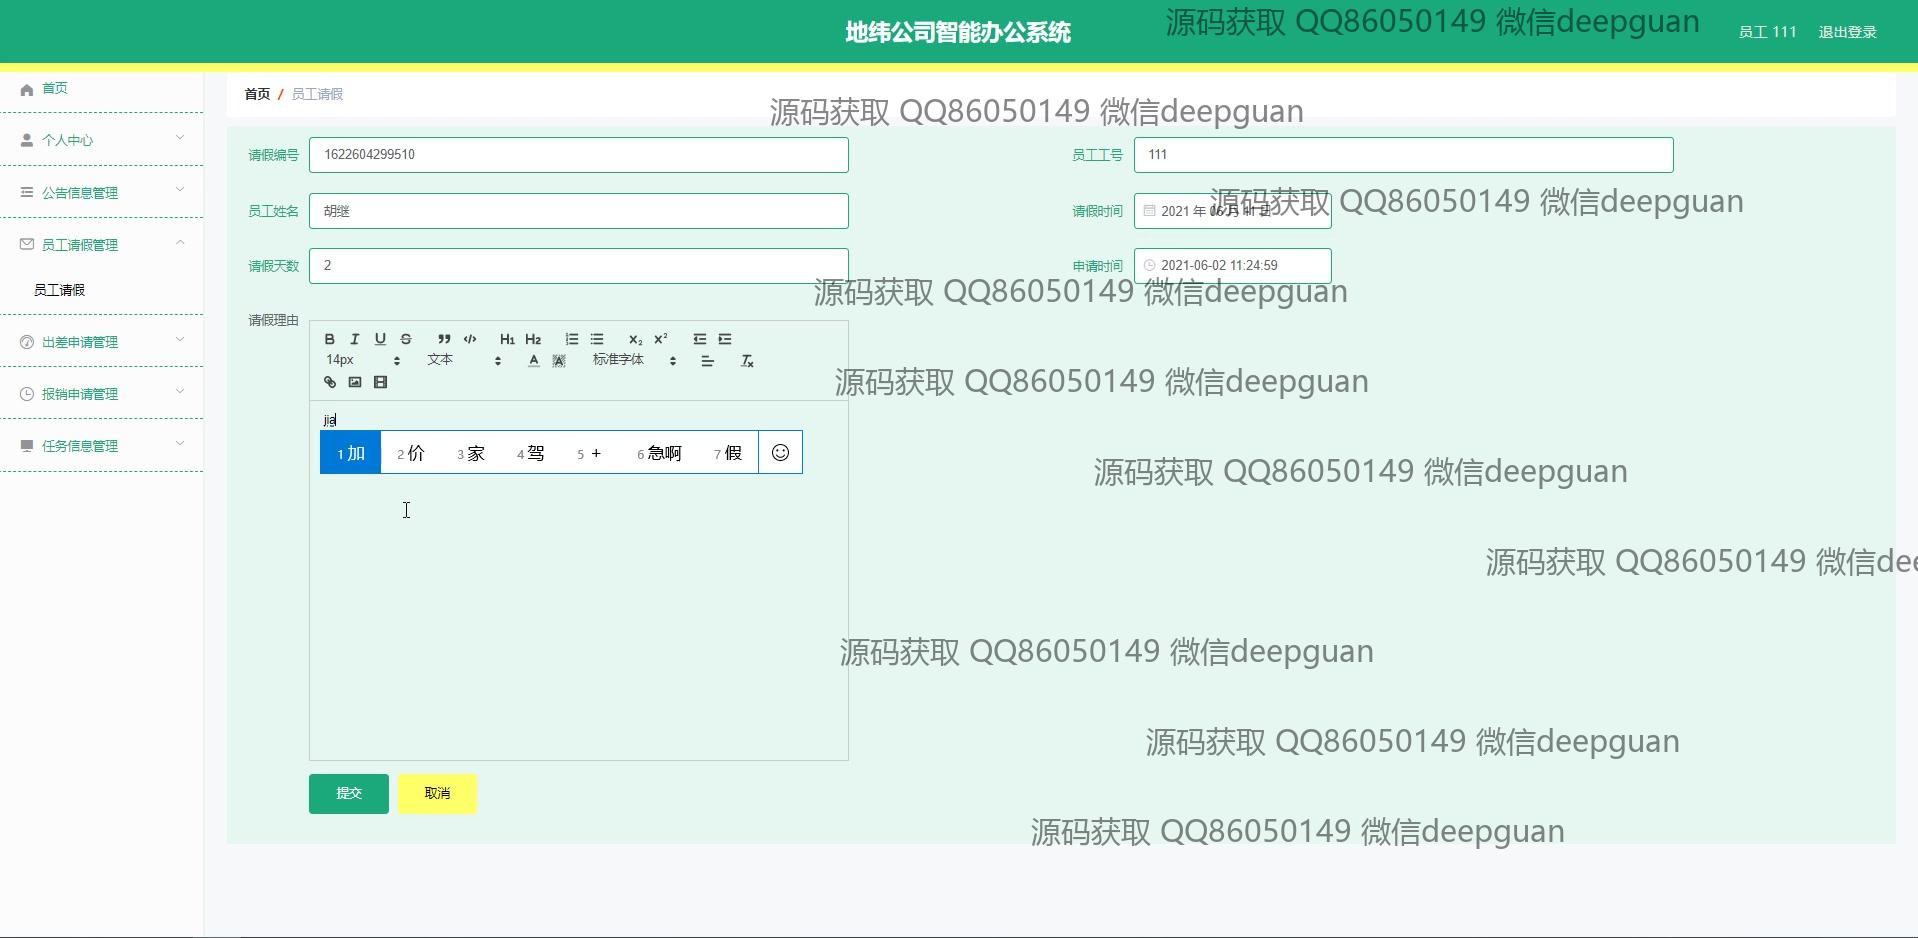 地纬公司智能办公系统
源码获取 QQ86050149 微信deepguan
员工 111 退出登录
首页
个人中心
公告信息管理
员工请假管理
员工请假
出差申请管理
报销申请管理
任务信息管理
首页 / 员工请假
源码获取 QQ86050149 微信deepguan
请假编号 1622604299510
员工工号 111
员工姓名 胡继
请假时间 2021 年 06 月 11 日
源码获取 QQ86050149 微信deepguan
请假天数 2
申请时间 2021-06-02 11:24:59
源码获取 QQ86050149 微信deepguan
请假理由
B I U S ” </> H1 H2 X2 X2
14px 文本 A A 标准字体 Tx
源码获取 QQ86050149 微信deepguan
jia
1 加 2 价 3 家 4 驾 5 + 6 急啊 7 假
源码获取 QQ86050149 微信deepguan
源码获取 QQ86050149 微信dee
源码获取 QQ86050149 微信deepguan
源码获取 QQ86050149 微信deepguan
提交 取消
源码获取 QQ86050149 微信deepguan